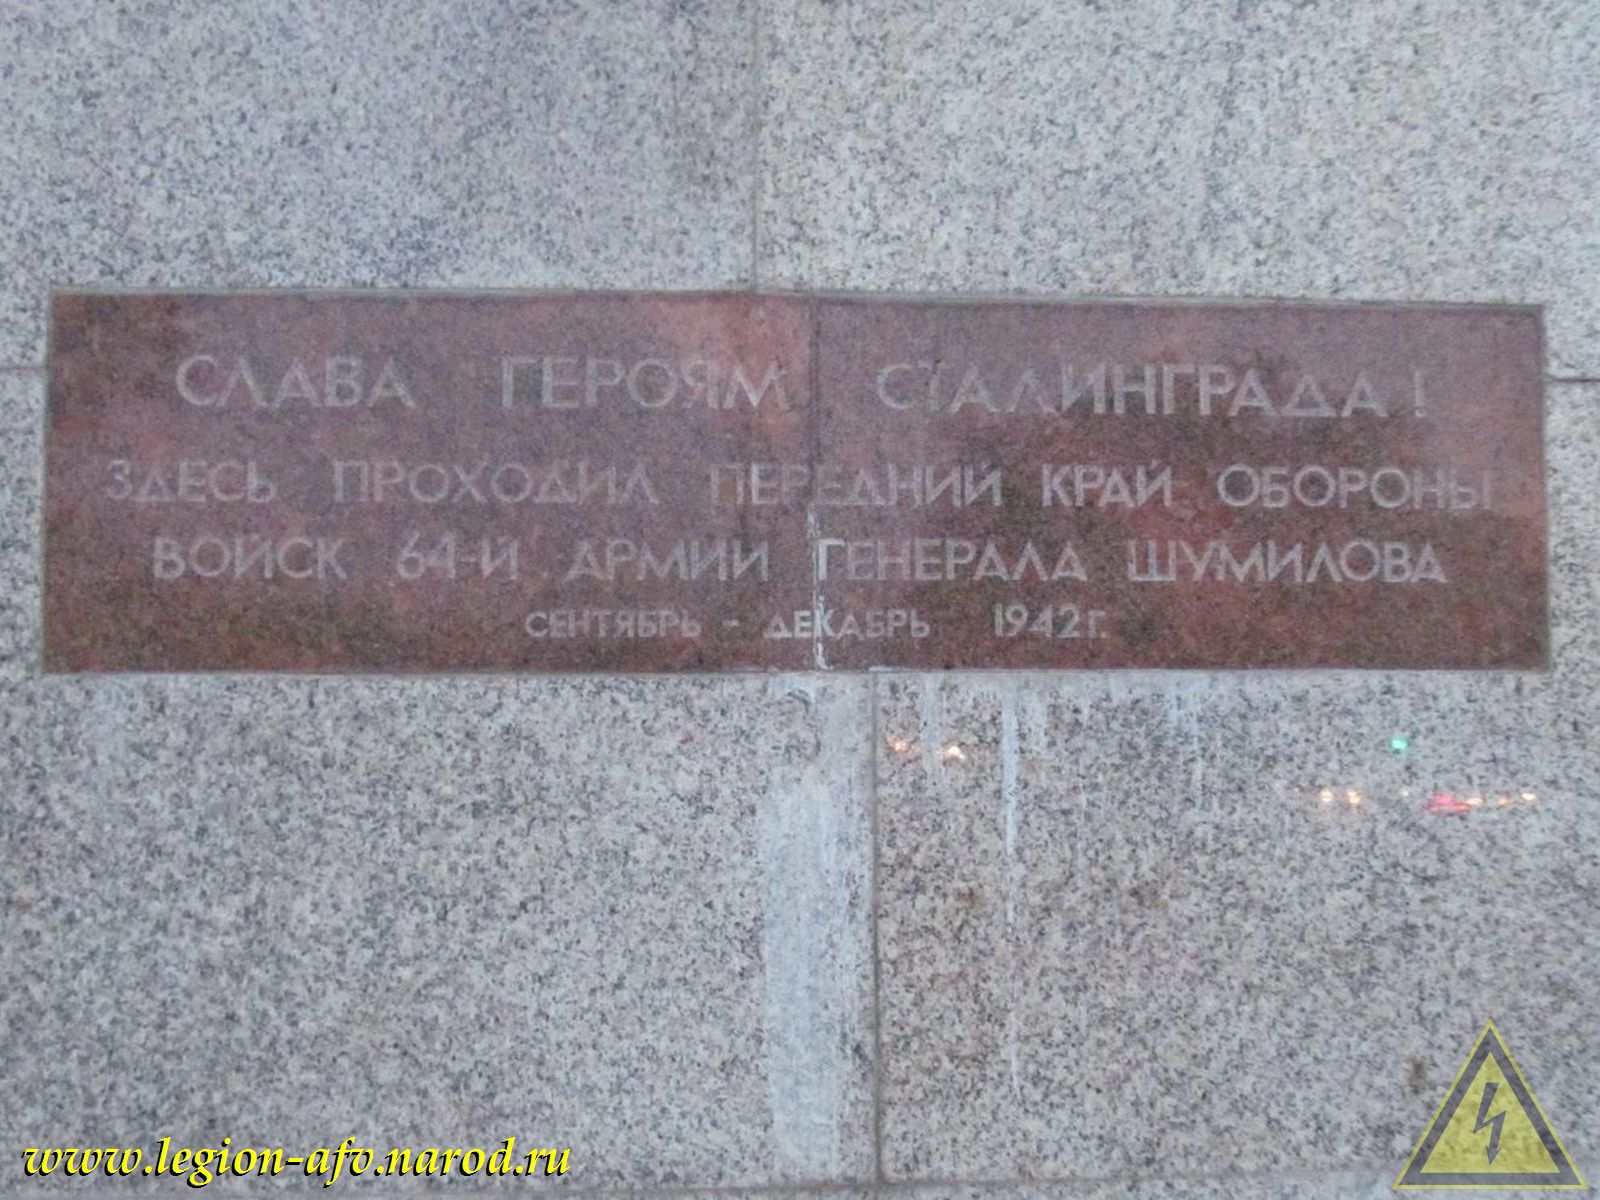 СЛАВА ГЕРОЯМ СТАЛИНГРАДА!
ЗДЕСЬ ПРОХОДИЛ ПЕРЕДНИЙ КРАЙ ОБОРОНЫ
ВОЙСК 64-Й АРМИИ ГЕНЕРАЛА ШУМИЛОВА
СЕНТЯБРЬ - ДЕКАБРЬ 1942 Г.
www.legion-afv.narod.ru